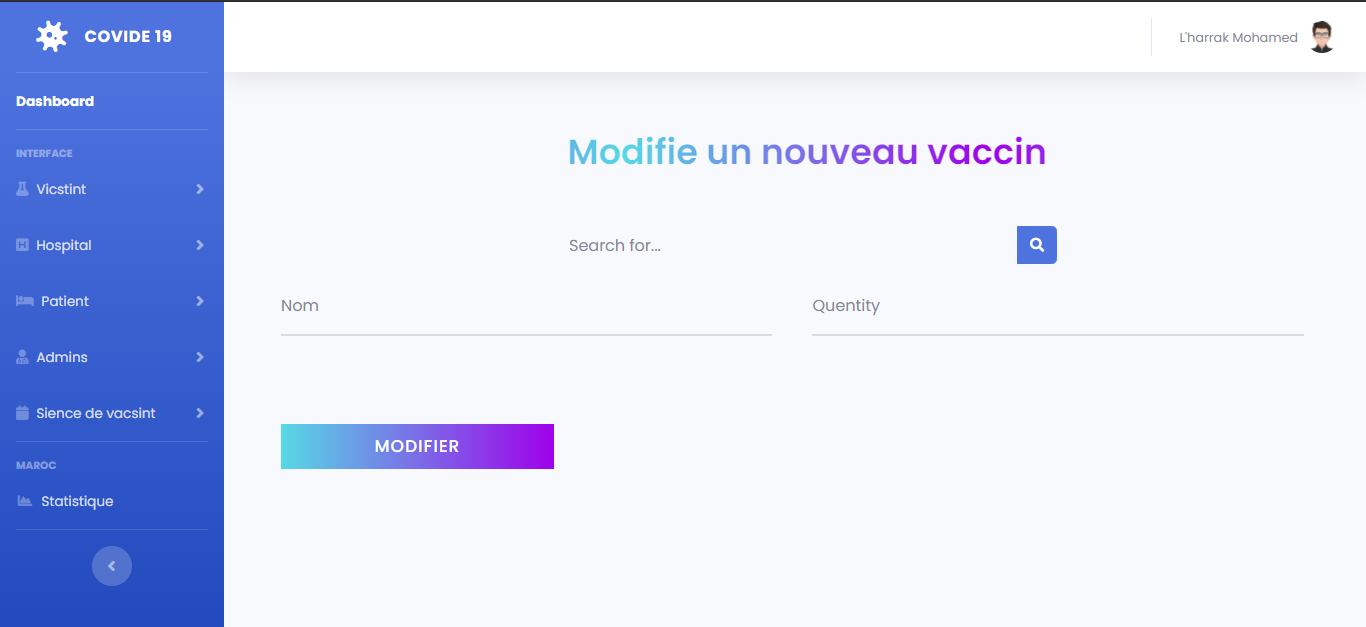 COVIDE 19
L'harrak Mohamed
Dashboard
INTERFACE
Vicstint
Hospital
Patient
Admins
Sience de vacsint
MAROC
Statistique
Modifie un nouveau vaccin
Search for...
Nom
Quentity
MODIFIER